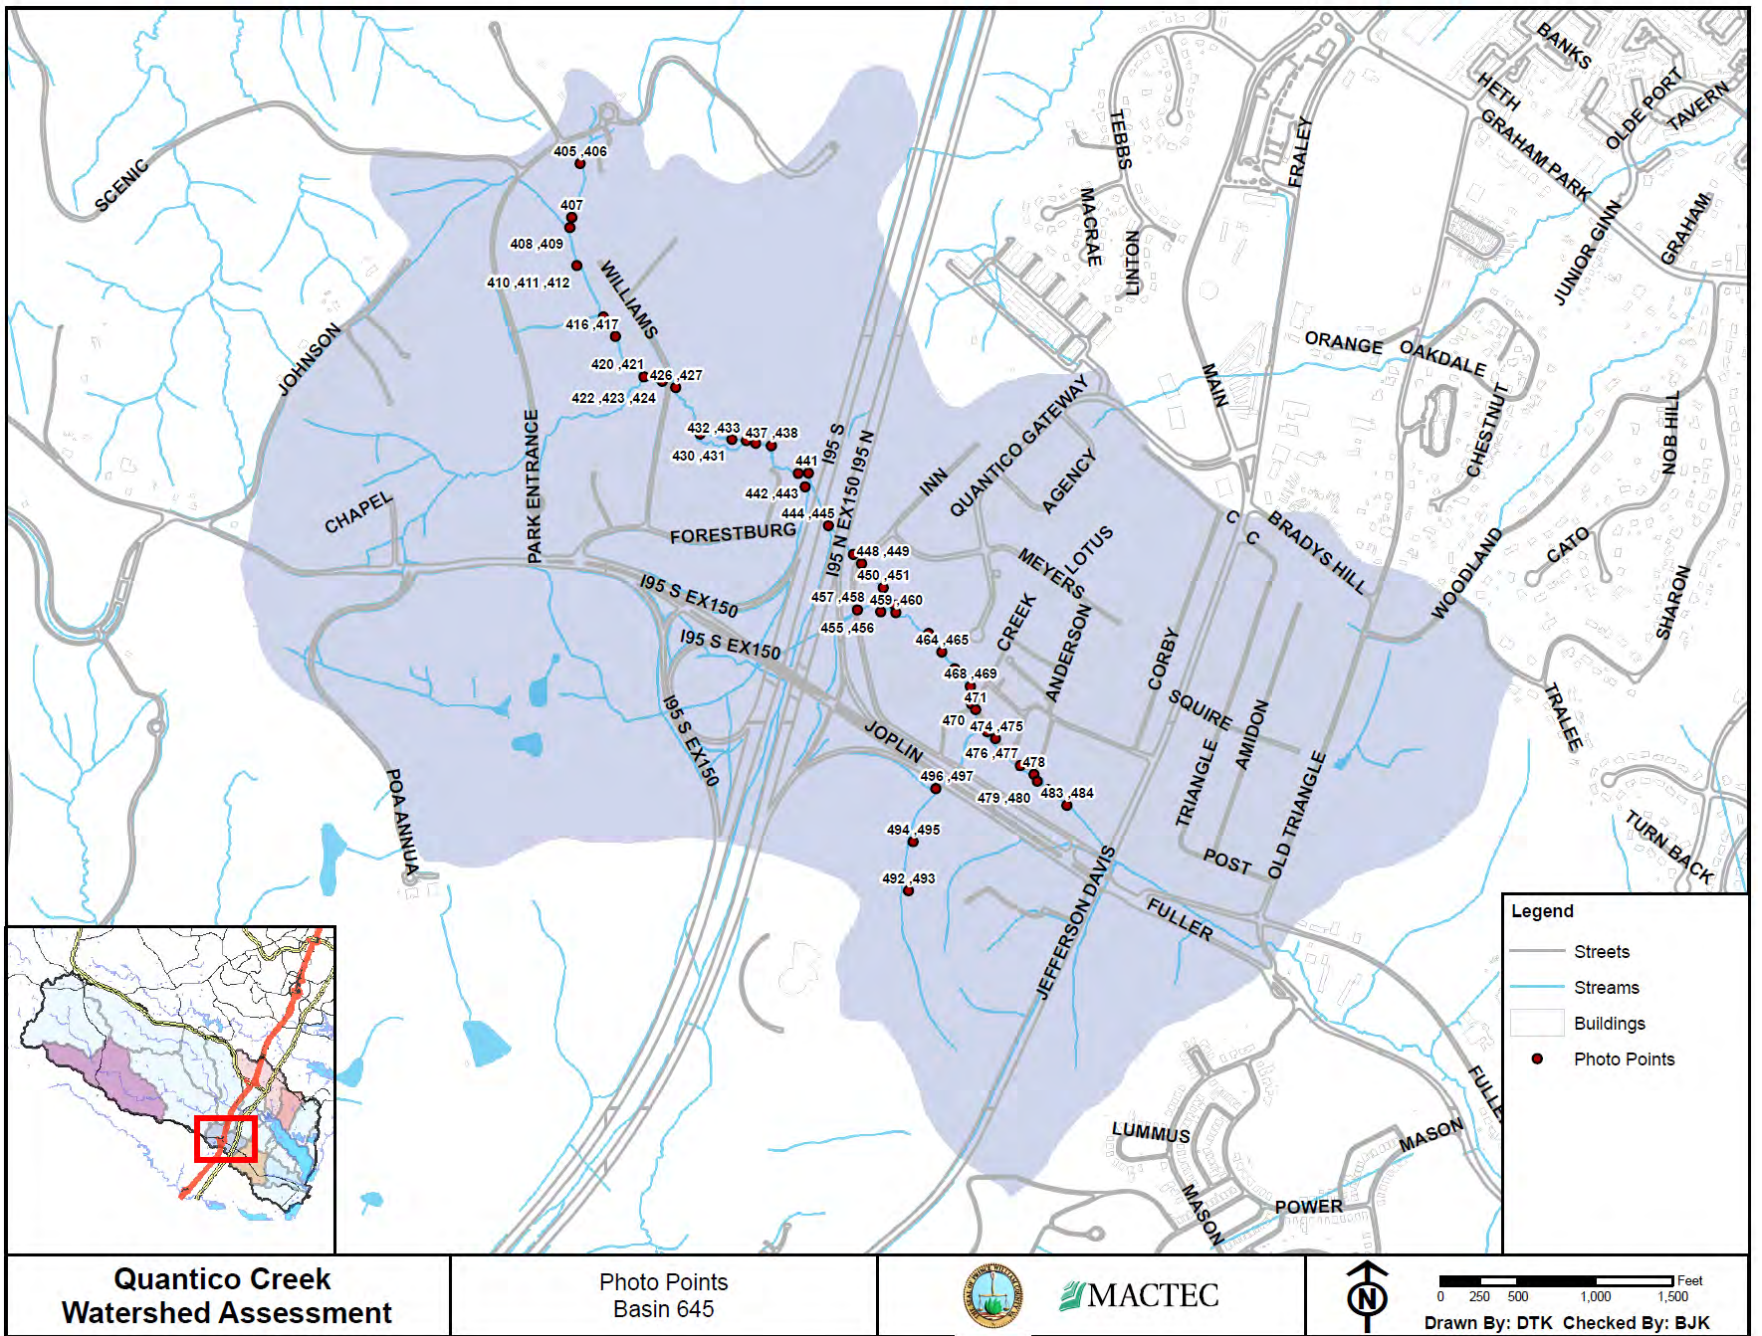 BANKS
HETH
OLDE PORT
TAVERN
GRAHAM PARK
TEBBS
FRALEY
SCENIC
405 ,406
MACRAE
LINTON
JUNIOR GINN
GRAHAM
407
408 ,409
410 ,411 ,412
WILLIAMS
416 ,417
JOHNSON
ORANGE
OAKDALE
MAIN
420 ,421
426 ,427
422 ,423 ,424
CHESTNUT
NOB HILL
PARK ENTRANCE
432 ,433
437 ,438
430 ,431
I95 S
I95 N EX150 I95 N
441
442 ,443
444 ,445
INN
QUANTICO GATEWAY
AGENCY
CHAPEL
FORESTBURG
C
C
BRADYS HILL
LOTUS
MEYERS
448 ,449
450 ,451
457 ,458
459 ,460
455 ,456
WOODLAND
CATO
SHARON
I95 S EX150
I95 S EX150
I95 S EX150
464 ,465
CREEK
ANDERSON
CORBY
468 ,469
471
470
474 ,475
476 ,477
478
SQUIRE
AMIDON
TRIANGLE
OLD TRIANGLE
TRALEE
JOPLIN
496 ,497
479 ,480
483 ,484
POA ANNUA
494 ,495
492 ,493
POST
TURN BACK
JEFFERSON DAVIS
FULLER
Legend
Streets
Streams
Buildings
Photo Points
LUMMUS
MASON
MASON
POWER
Quantico Creek
Watershed Assessment
Photo Points
Basin 645
MACTEC
N
Feet
0 250 500 1,000 1,500
Drawn By: DTK Checked By: BJK